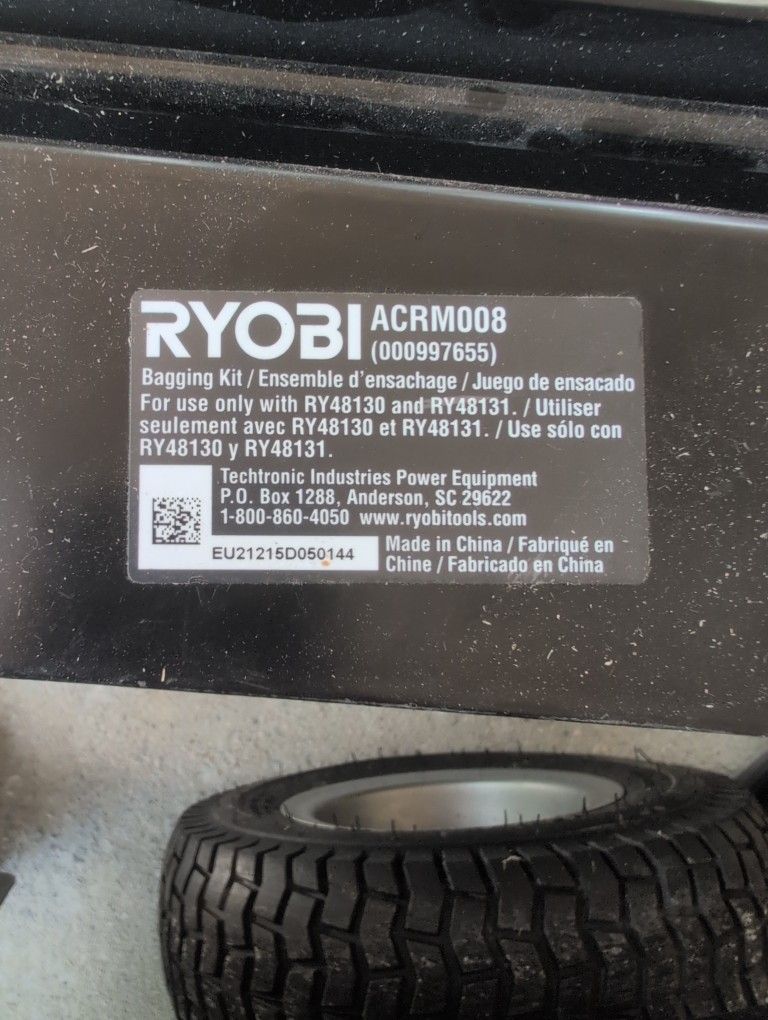 RYOBI ACRM008
(000997655)
Bagging Kit / Ensemble d'ensachage / Juego de ensacado
For use only with RY48130 and RY48131. / Utiliser
seulement avec RY48130 et RY48131. / Use sólo con
RY48130 y RY48131.
Techtronic Industries Power Equipment
P.O. Box 1288, Anderson, SC 29622
1-800-860-4050 www.ryobitools.com
EU21215D050144
Made in China / Fabriqué en
Chine / Fabricado en China